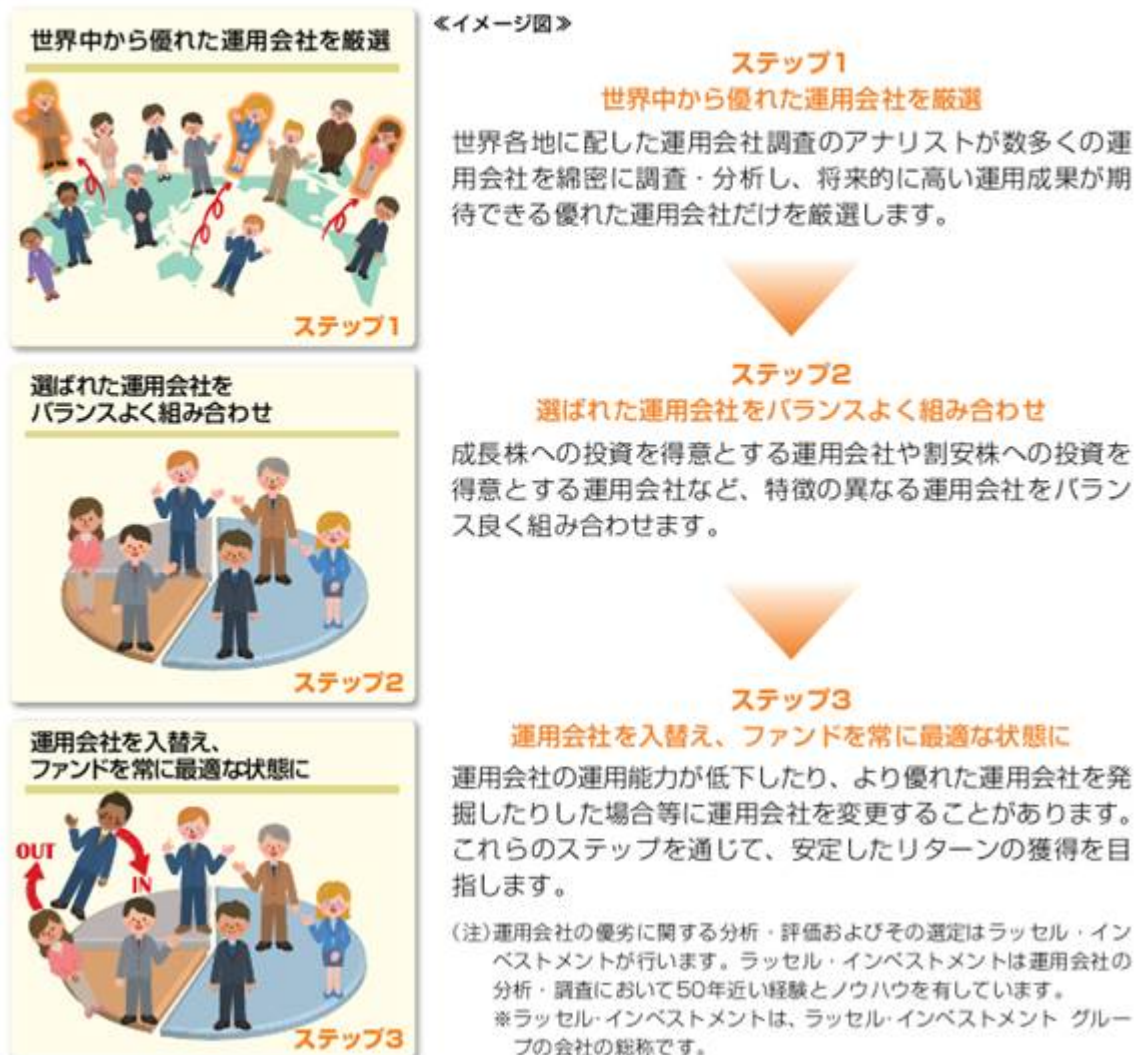 世界中から優れた運用会社を厳選
ステップ1
選ばれた運用会社を
バランスよく組み合わせ
ステップ2
運用会社を入替え、
ファンドを常に最適な状態に
OUT
IN
ステップ3
≪イメージ図≫
ステップ1
世界中から優れた運用会社を厳選
世界各地に配した運用会社調査のアナリストが数多くの運
用会社を綿密に調査・分析し、将来的に高い運用成果が期
待できる優れた運用会社だけを厳選します。
ステップ2
選ばれた運用会社をバランスよく組み合わせ
成長株への投資を得意とする運用会社や割安株への投資を
得意とする運用会社など、特徴の異なる運用会社をバラン
ス良く組み合わせます。
ステップ3
運用会社を入替え、ファンドを常に最適な状態に
運用会社の運用能力が低下したり、より優れた運用会社を発
掘したりした場合等に運用会社を変更することがあります。
これらのステップを通じて、安定したリターンの獲得を目
指します。
(注)運用会社の優劣に関する分析・評価およびその選定はラッセル・イン
ベストメントが行います。ラッセル・インベストメントは運用会社の
分析・調査において50年近い経験とノウハウを有しています。
※ラッセル・インベストメントは、ラッセル・インベストメント グルー
プの会社の総称です。